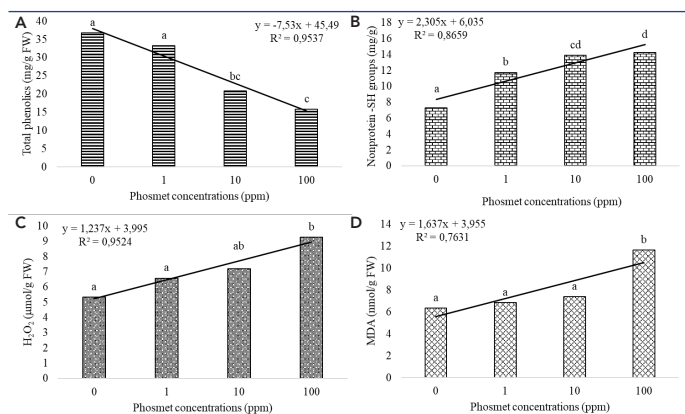 A
y = -7,53x + 45,49
R² = 0,9537
Total phenolics (mg/g FW)
40
35
30
25
20
15
10
5
0
a
a
bc
c
0 1 10 100
Phosmet concentrations (ppm)
B
y = 2,305x + 6,035
R² = 0,8659
Nonprotein -SH groups (mg/g)
18
16
14
12
10
8
6
4
2
0
a
b
cd
d
0 1 10 100
Phosmet concentrations (ppm)
C
y = 1,237x + 3,995
R² = 0,9524
H₂O₂ (µmol/g FW)
10
9
8
7
6
5
4
3
2
1
0
a
a
ab
b
0 1 10 100
Phosmet concentrations (ppm)
D
y = 1,637x + 3,955
R² = 0,7631
MDA (nmol/g FW)
14
12
10
8
6
4
2
0
a
a
a
b
0 1 10 100
Phosmet concentrations (ppm)